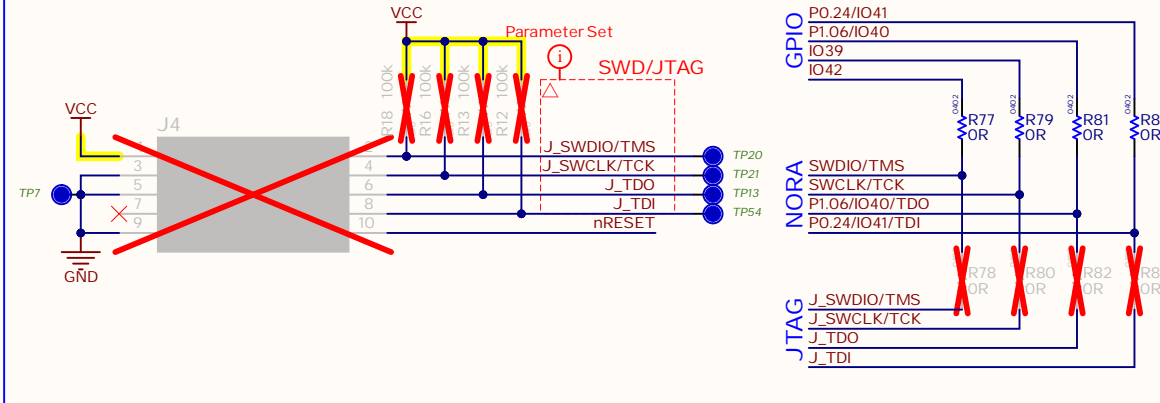 VCC
Parameter Set
i
SWD/JTAG
R18 100k
R16 100k
R13 100k
R12 100k
VCC
J4
3
5
7
9
4
6
8
10
TP7
GND
J_SWDIO/TMS
J_SWCLK/TCK
J_TDO
J_TDI
nRESET
TP20
TP21
TP13
TP54
GPIO
P0.24/IO41
P1.06/IO40
IO39
IO42
0402
R77
0R
0402
R79
0R
0402
R81
0R
0402
0R
NORA
SWDIO/TMS
SWCLK/TCK
P1.06/IO40/TDO
P0.24/IO41/TDI
R78
0R
R80
0R
R82
0R
0R
JTAG
J_SWDIO/TMS
J_SWCLK/TCK
J_TDO
J_TDI